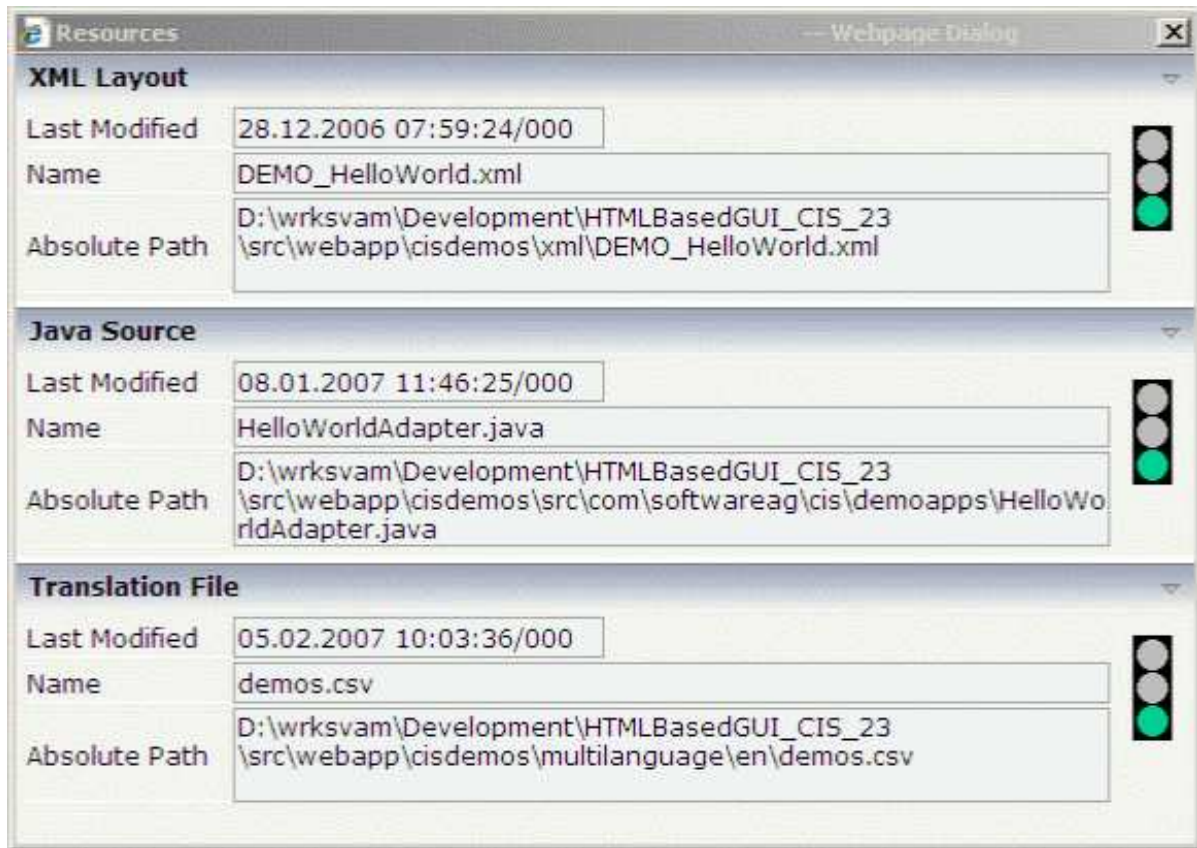 Resources -- Webpage Dialog
XML Layout
Last Modified 28.12.2006 07:59:24/000
Name DEMO_HelloWorld.xml
Absolute Path D:\wrksvam\Development\HTMLBasedGUI_CIS_23
\src\webapp\cisdemos\xml\DEMO_HelloWorld.xml
Java Source
Last Modified 08.01.2007 11:46:25/000
Name HelloWorldAdapter.java
Absolute Path D:\wrksvam\Development\HTMLBasedGUI_CIS_23
\src\webapp\cisdemos\src\com\softwareag\cis\demoapps\HelloWo
rldAdapter.java
Translation File
Last Modified 05.02.2007 10:03:36/000
Name demos.csv
Absolute Path D:\wrksvam\Development\HTMLBasedGUI_CIS_23
\src\webapp\cisdemos\multilanguage\en\demos.csv